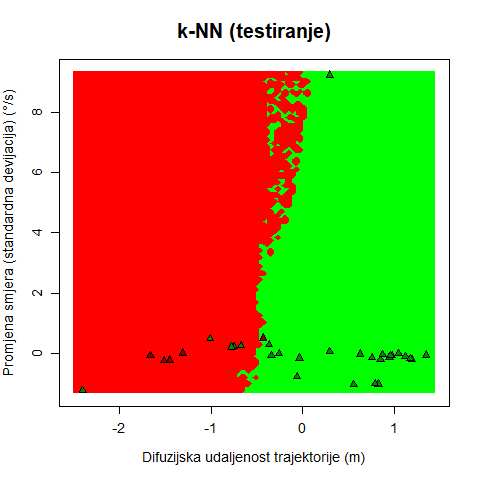 k-NN (testiranje)
Promjena smjera (standardna devijacija) (°/s)
8
6
4
2
0
-2 -1 0 1
Difuzijska udaljenost trajektorije (m)